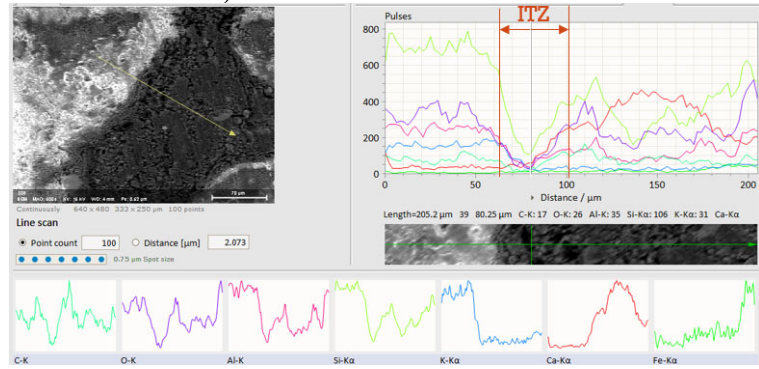 Pulses
ITZ
800
600
400
200
0
0 50 100 150 200
Distance / µm
Continuously 640 x 480 333 x 250 µm 100 points
Line scan
Point count 100 Distance [µm] 2.073
0.75 µm Spot size
Length=205.2 µm 39 80.25 µm C-K: 17 O-K: 26 Al-K: 35 Si-Kα: 106 K-Kα: 31 Ca-Kα
C-K O-K Al-K Si-Kα K-Kα Ca-Kα Fe-Kα